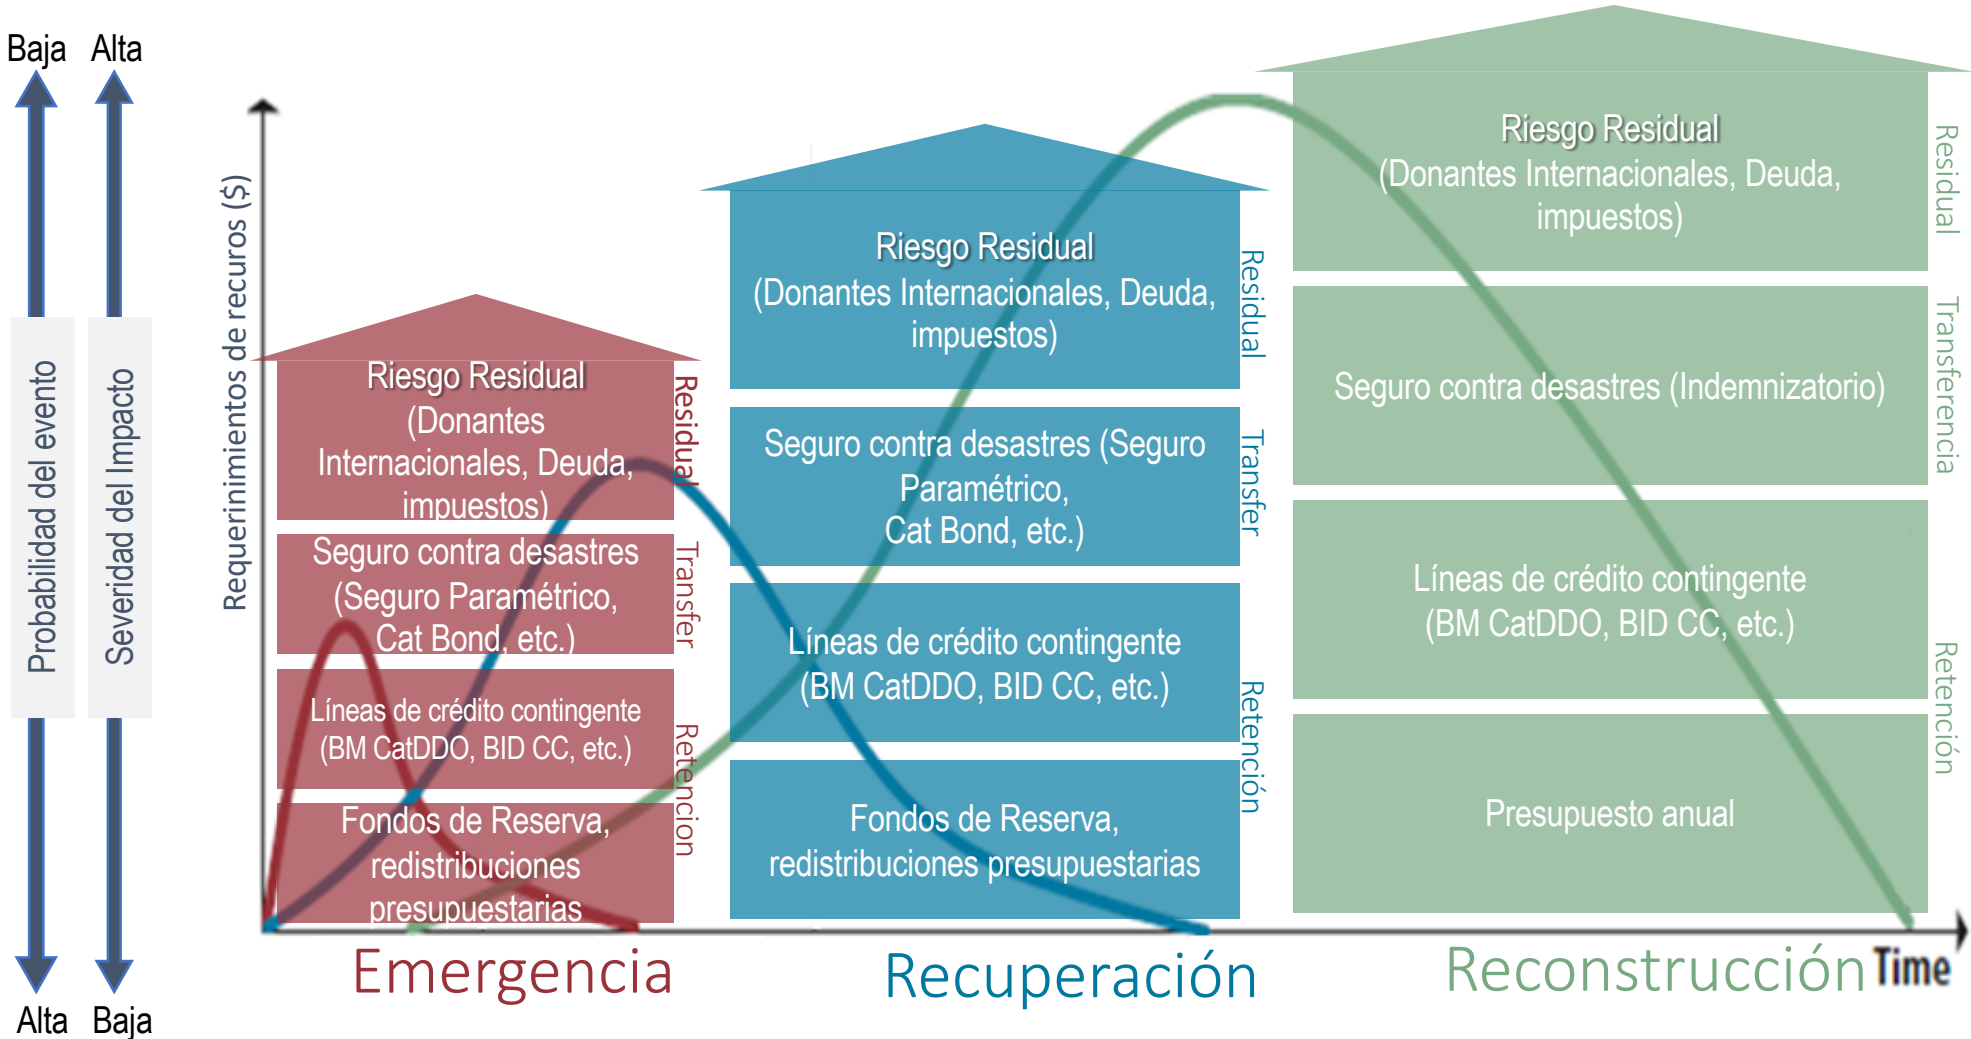 Baja Alta
Probabilidad del evento
Severidad del Impacto
Alta Baja
Requerinimientos de recuros ($)
Riesgo Residual
(Donantes
Internacionales, Deuda,
impuestos)
Residual
Seguro contra desastres
(Seguro Paramétrico,
Cat Bond, etc.)
Transfer
Líneas de crédito contingente
(BM CatDDO, BID CC, etc.)
Fondos de Reserva,
redistribuciones
presupuestarias
Retencion
Emergencia
Riesgo Residual
(Donantes Internacionales, Deuda,
impuestos)
Residual
Seguro contra desastres (Seguro
Paramétrico,
Cat Bond, etc.)
Transfer
Líneas de crédito contingente
(BM CatDDO, BID CC, etc.)
Fondos de Reserva,
redistribuciones presupuestarias
Retención
Recuperación
Riesgo Residual
(Donantes Internacionales, Deuda,
impuestos)
Residual
Seguro contra desastres (Indemnizatorio)
Transferencia
Líneas de crédito contingente
(BM CatDDO, BID CC, etc.)
Presupuesto anual
Retención
Reconstrucción
Time